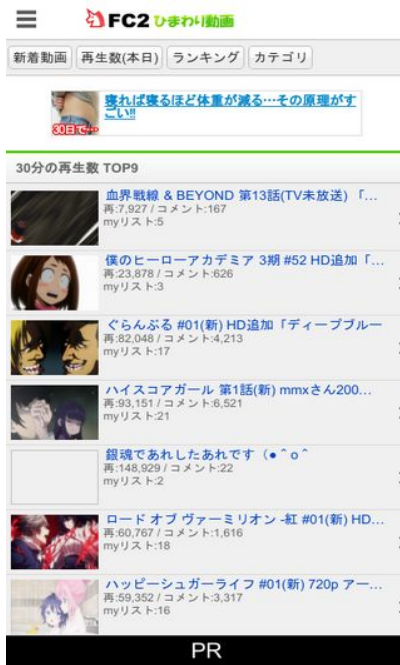 FC2 ひまわり動画
新着動画 再生数(本日) ランキング カテゴリ
寝れば寝るほど体重が減る…その原理がす
ごい!!
30日で…
30分の再生数 TOP9
血界戦線 & BEYOND 第13話(TV未放送) 「…
再:7,927 / コメント:167
myリスト:5
僕のヒーローアカデミア 3期 #52 HD追加「…
再:23,878 / コメント:626
myリスト:3
ぐらんぶる #01(新) HD追加「ディープブルー
再:82,048 / コメント:4,213
myリスト:17
ハイスコアガール 第1話(新) mmxさん200…
再:93,151 / コメント:6,521
myリスト:21
銀魂であれしたあれです (●＾o＾
再:148,929 / コメント:22
myリスト:2
ロード オブ ヴァーミリオン -紅 #01(新) HD…
再:60,767 / コメント:1,616
myリスト:18
ハッピーシュガーライフ #01(新) 720p アー…
再:59,352 / コメント:3,317
myリスト:16
PR